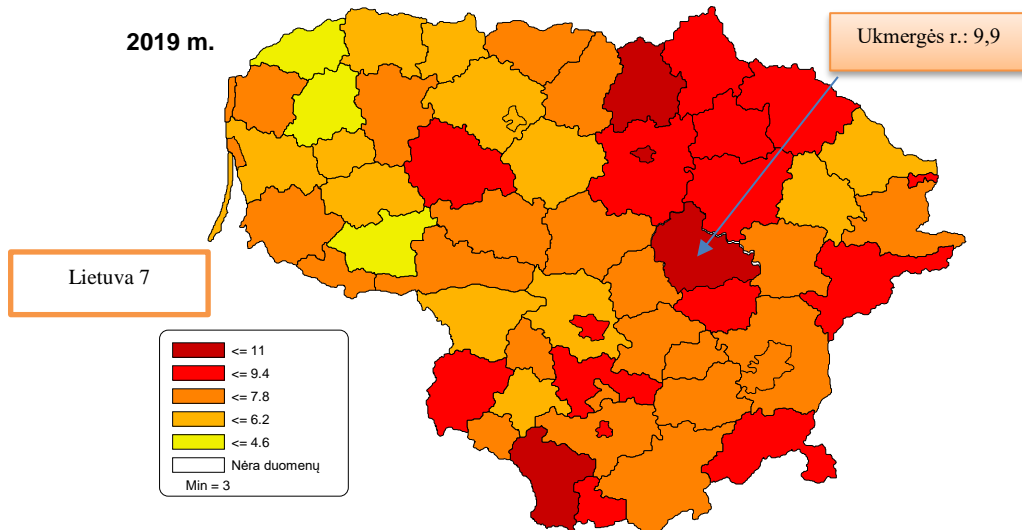 2019 m.
Ukmergės r.: 9,9
Lietuva 7
<= 11
<= 9.4
<= 7.8
<= 6.2
<= 4.6
Nėra duomenų
Min = 3